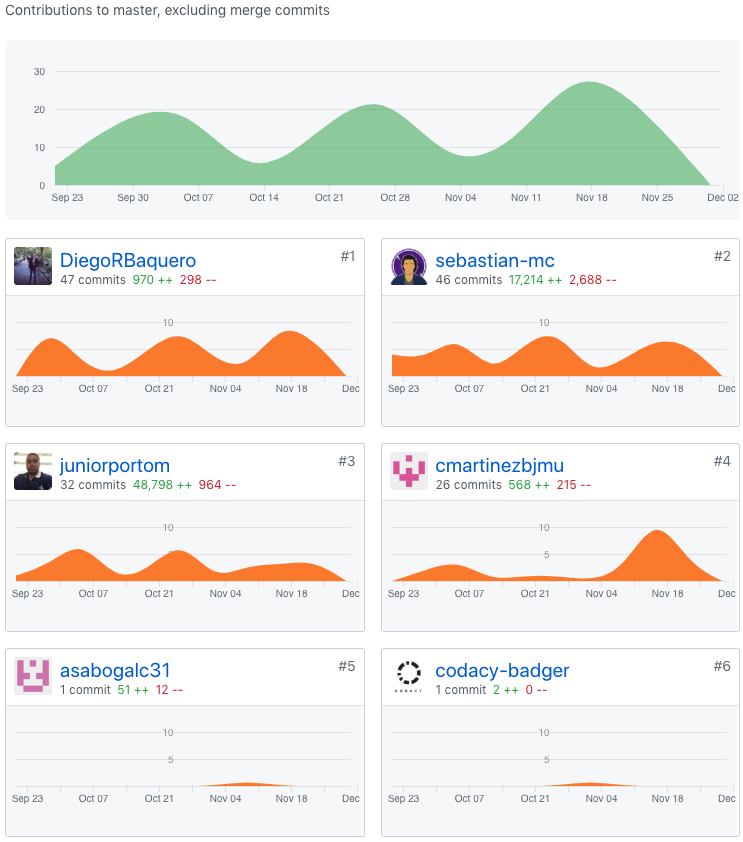 Contributions to master, excluding merge commits
30
20
10
0
Sep 23 Sep 30 Oct 07 Oct 14 Oct 21 Oct 28 Nov 04 Nov 11 Nov 18 Nov 25 Dec 02
DiegoRBaquero #1
47 commits 970 ++ 298 --
10
Sep 23 Oct 07 Oct 21 Nov 04 Nov 18 Dec
sebastian-mc #2
46 commits 17,214 ++ 2,688 --
10
Sep 23 Oct 07 Oct 21 Nov 04 Nov 18 Dec
juniorportom #3
32 commits 48,798 ++ 964 --
10
Sep 23 Oct 07 Oct 21 Nov 04 Nov 18 Dec
cmartinezbjmu #4
26 commits 568 ++ 215 --
10
5
Sep 23 Oct 07 Oct 21 Nov 04 Nov 18 Dec
asabogalc31 #5
1 commit 51 ++ 12 --
10
5
Sep 23 Oct 07 Oct 21 Nov 04 Nov 18 Dec
CODACY
codacy-badger #6
1 commit 2 ++ 0 --
10
5
Sep 23 Oct 07 Oct 21 Nov 04 Nov 18 Dec